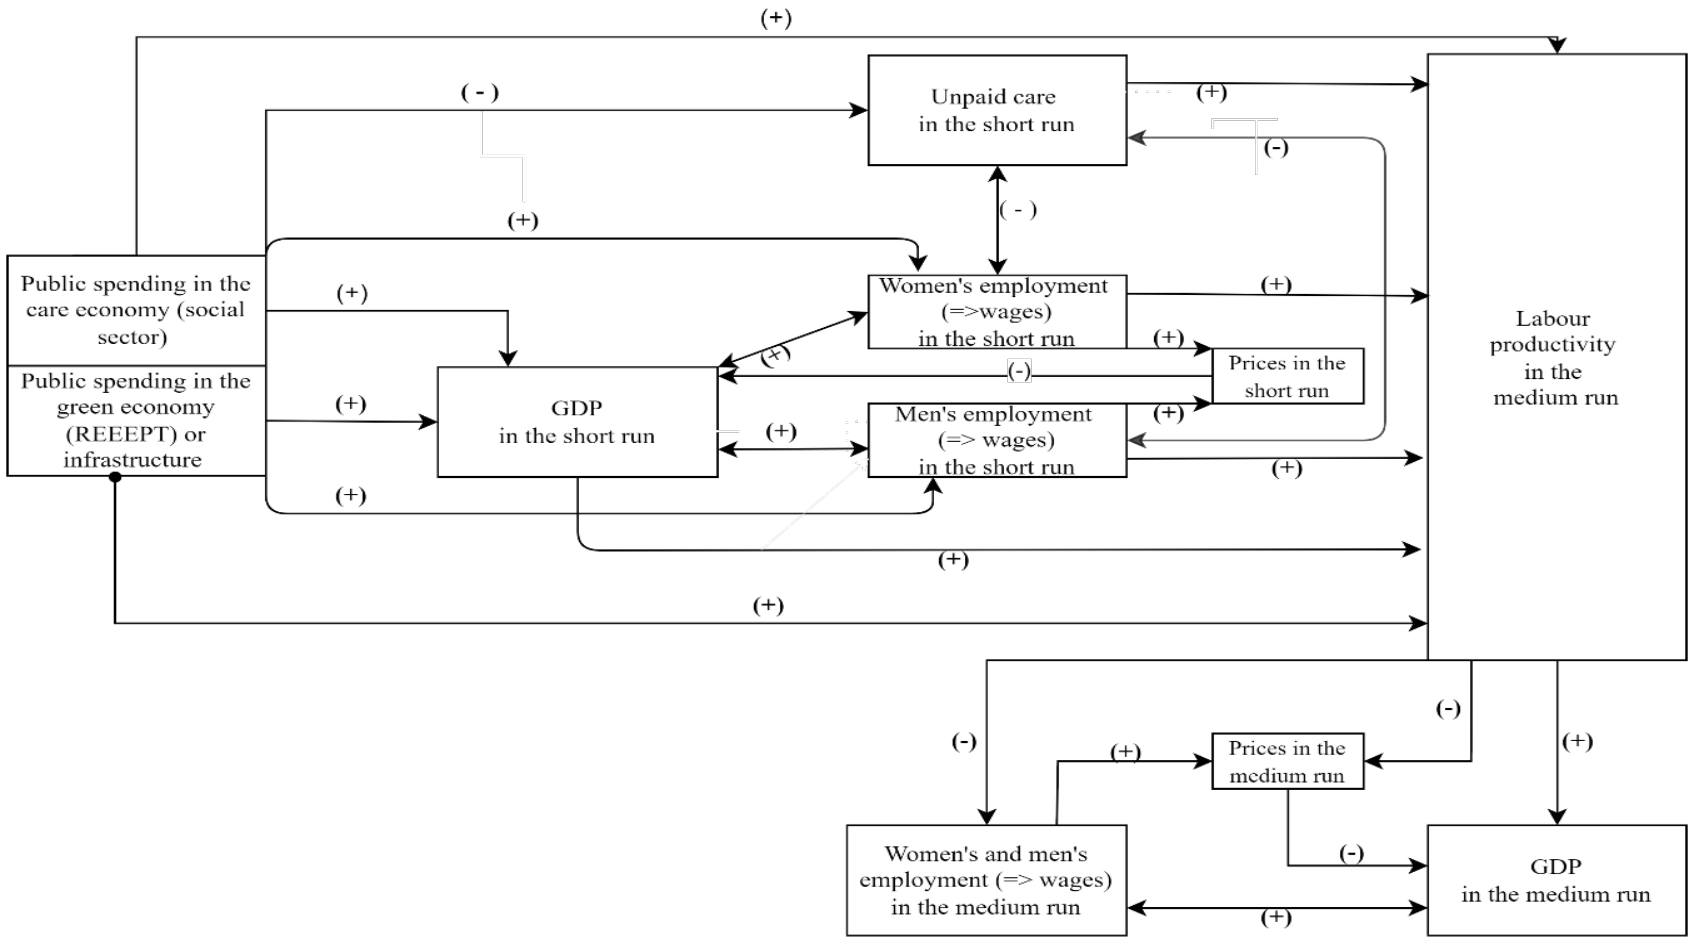 (+)
( - )
Unpaid care
in the short run
(+)
(-)
( - )
(+)
Public spending in the
care economy (social
sector)
(+)
Women's employment
(=>wages)
in the short run
(+)
(+)
(+)
Prices in the
short run
(-)
Labour
productivity
in the
medium run
Public spending in the
green economy
(REEEPT) or
infrastructure
(+)
GDP
in the short run
(+)
Men's employment
(=> wages)
in the short run
(+)
(+)
(+)
(+)
(+)
(-)
(-)
(+)
(+)
Prices in the
medium run
Women's and men's
employment (=> wages)
in the medium run
(-)
(+)
GDP
in the medium run